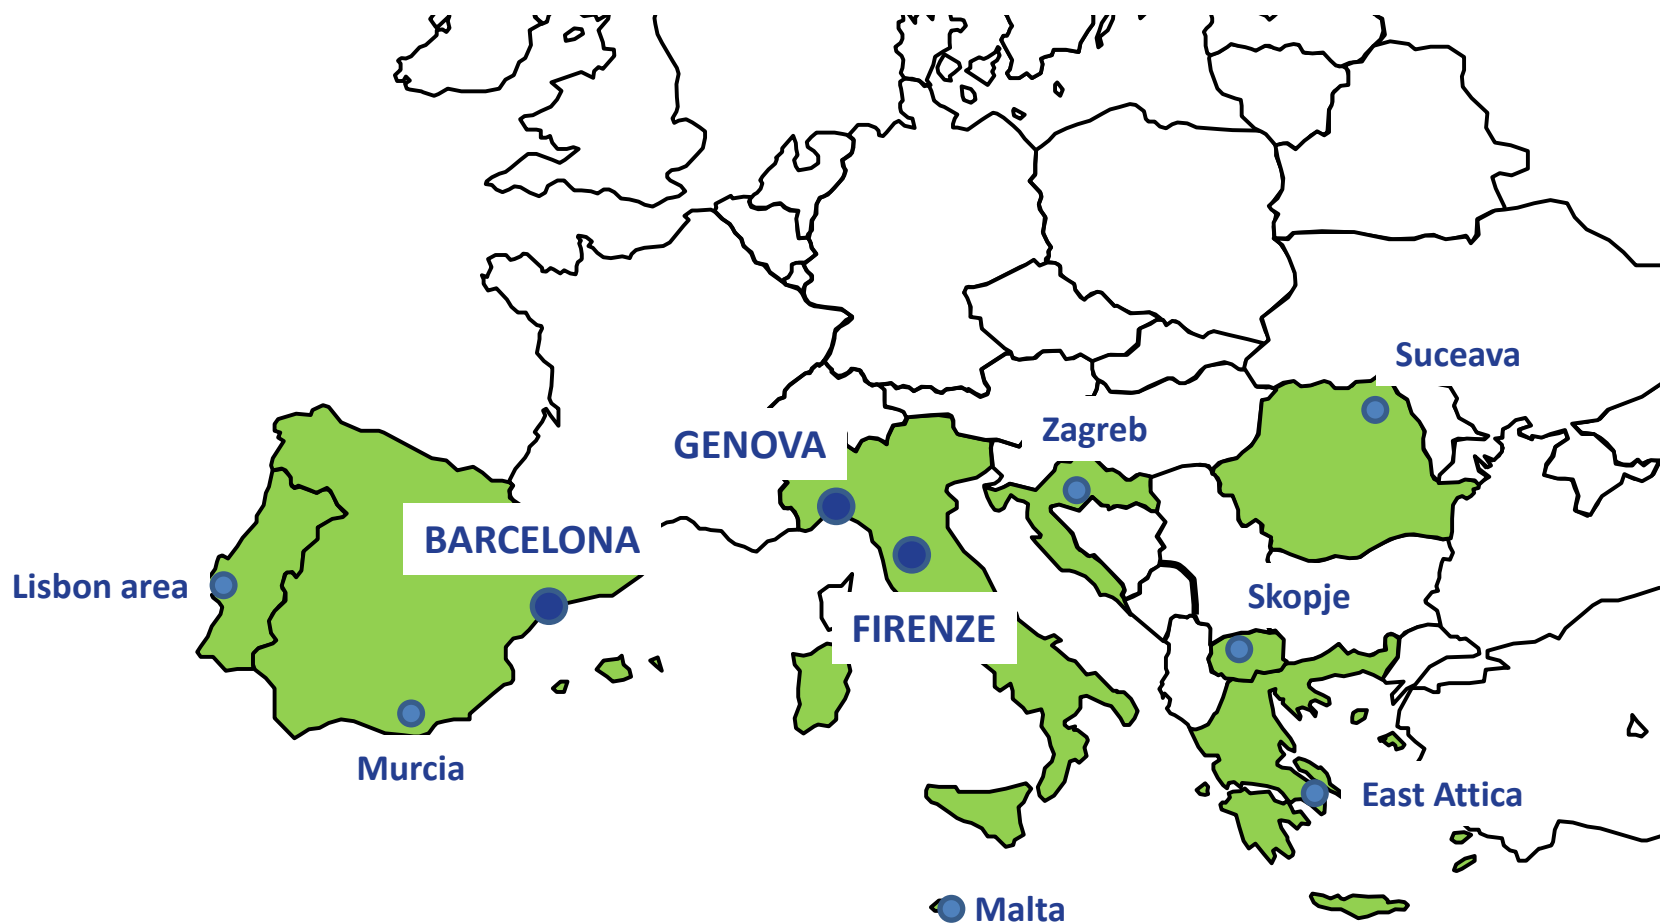 Suceava
Zagreb
GENOVA
BARCELONA
Lisbon area
Skopje
FIRENZE
Murcia
East Attica
Malta